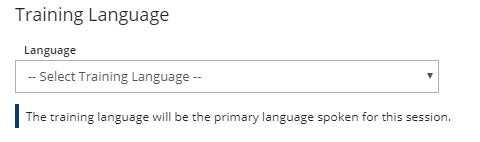 Training Language
Language
-- Select Training Language --
The training language will be the primary language spoken for this session.